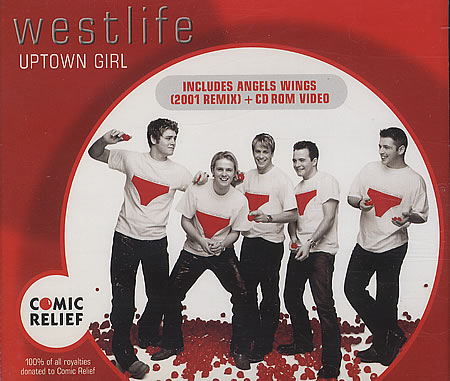 westlife
UPTOWN GIRL
INCLUDES ANGELS WINGS
(2001 REMIX) + CD ROM VIDEO
COMIC
RELIEF
100% of all royalties
donated to Comic Relief